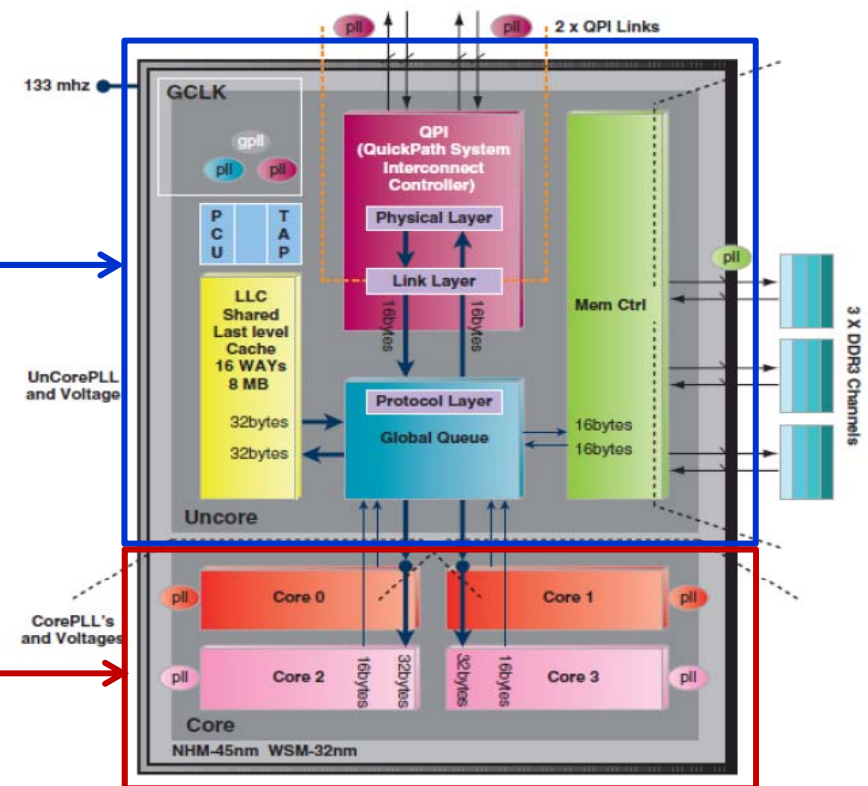 pll
pll
2 x QPI Links
133 mhz
GCLK
gpll
pll
pll
QPI
(QuickPath System
Interconnect
Controller)
Physical Layer
Link Layer
16bytes
16bytes
P
C
U
T
A
P
LLC
Shared
Last level
Cache
16 WAYs
8 MB
32bytes
32bytes
Protocol Layer
Global Queue
Mem Ctrl
16bytes
16bytes
pll
3 X DDR3 Channels
UnCorePLL
and Voltage
Uncore
pll
Core 0
Core 1
pll
CorePLL's
and Voltages
pll
Core 2
16bytes
32bytes
32bytes
16bytes
Core 3
pll
Core
NHM-45nm WSM-32nm